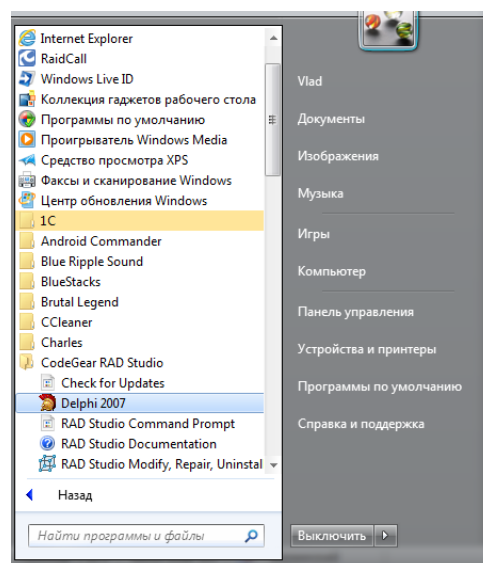 Internet Explorer
RaidCall
Windows Live ID
Коллекция гаджетов рабочего стола
Программы по умолчанию
Проигрыватель Windows Media
Средство просмотра XPS
Факсы и сканирование Windows
Центр обновления Windows
1C
Android Commander
Blue Ripple Sound
BlueStacks
Brutal Legend
CCleaner
Charles
CodeGear RAD Studio
Check for Updates
Delphi 2007
RAD Studio Command Prompt
RAD Studio Documentation
RAD Studio Modify, Repair, Uninstal
Назад
Найти программы и файлы
Vlad
Документы
Изображения
Музыка
Игры
Компьютер
Панель управления
Устройства и принтеры
Программы по умолчанию
Справка и поддержка
Выключить